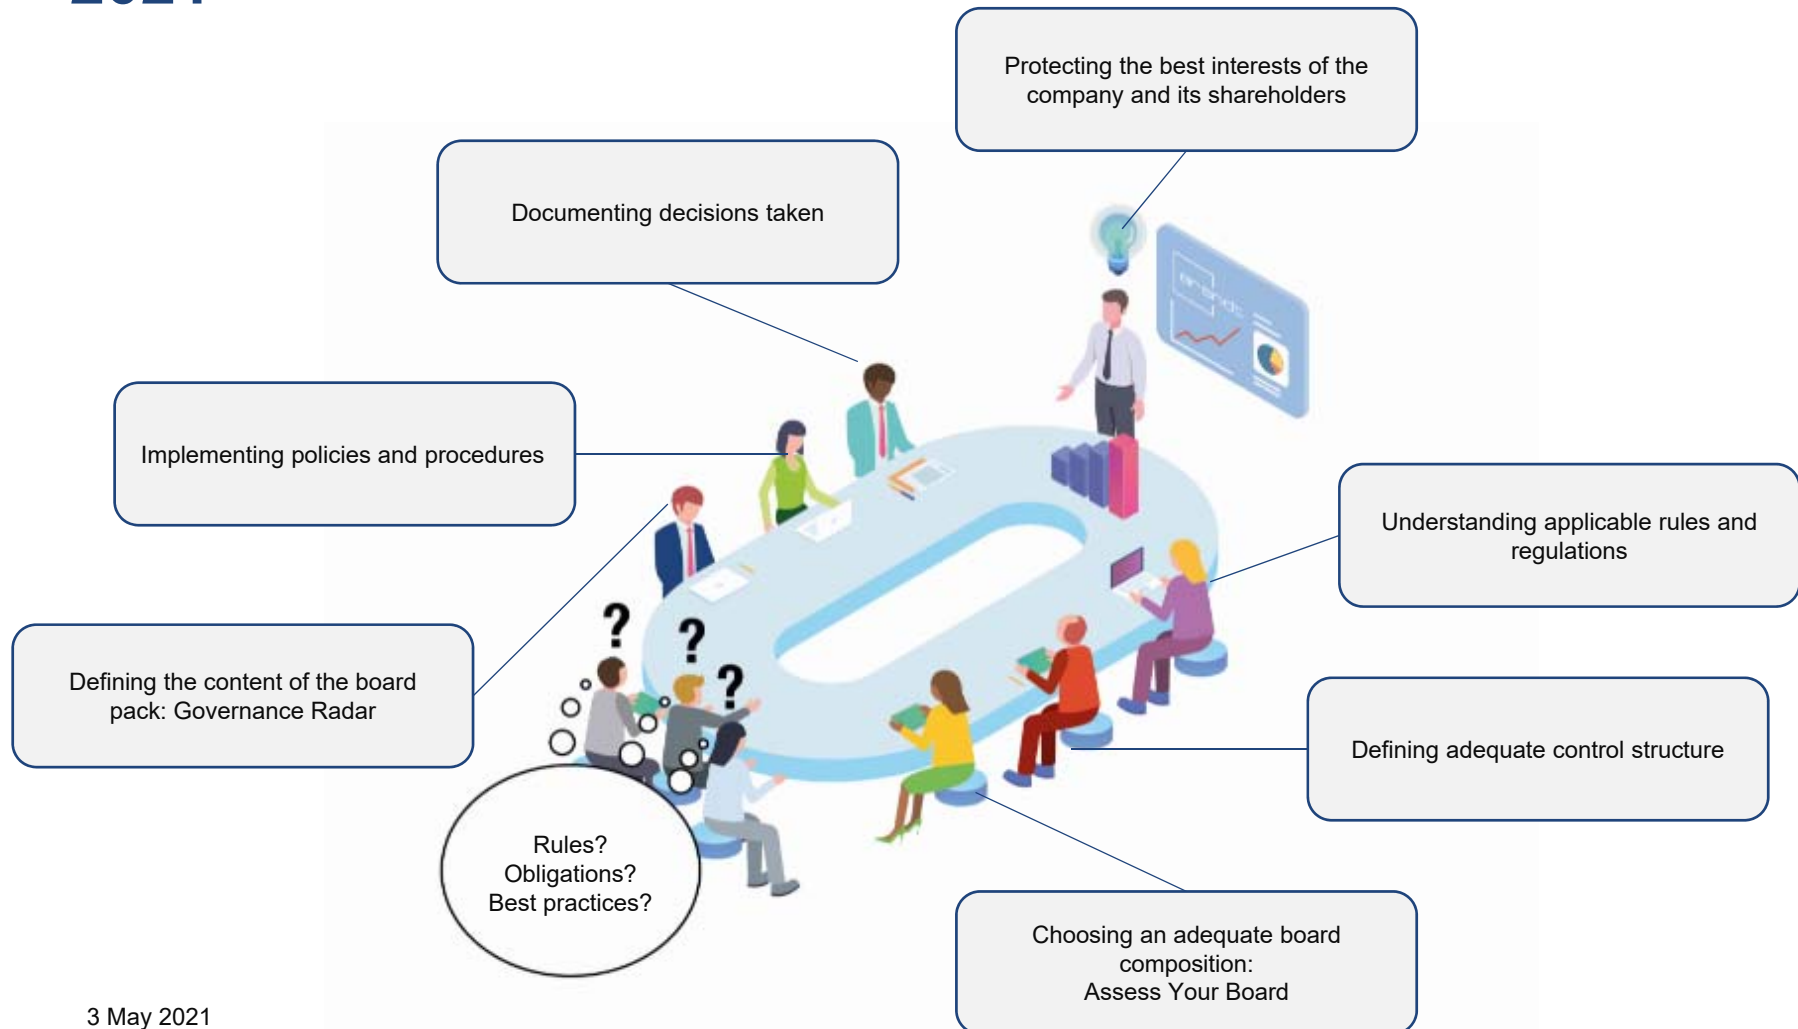 2021
Protecting the best interests of the
company and its shareholders
Documenting decisions taken
Implementing policies and procedures
Understanding applicable rules and
regulations
Defining the content of the board
pack: Governance Radar
Defining adequate control structure
? ? ?
Rules?
Obligations?
Best practices?
Choosing an adequate board
composition:
Assess Your Board
3 May 2021